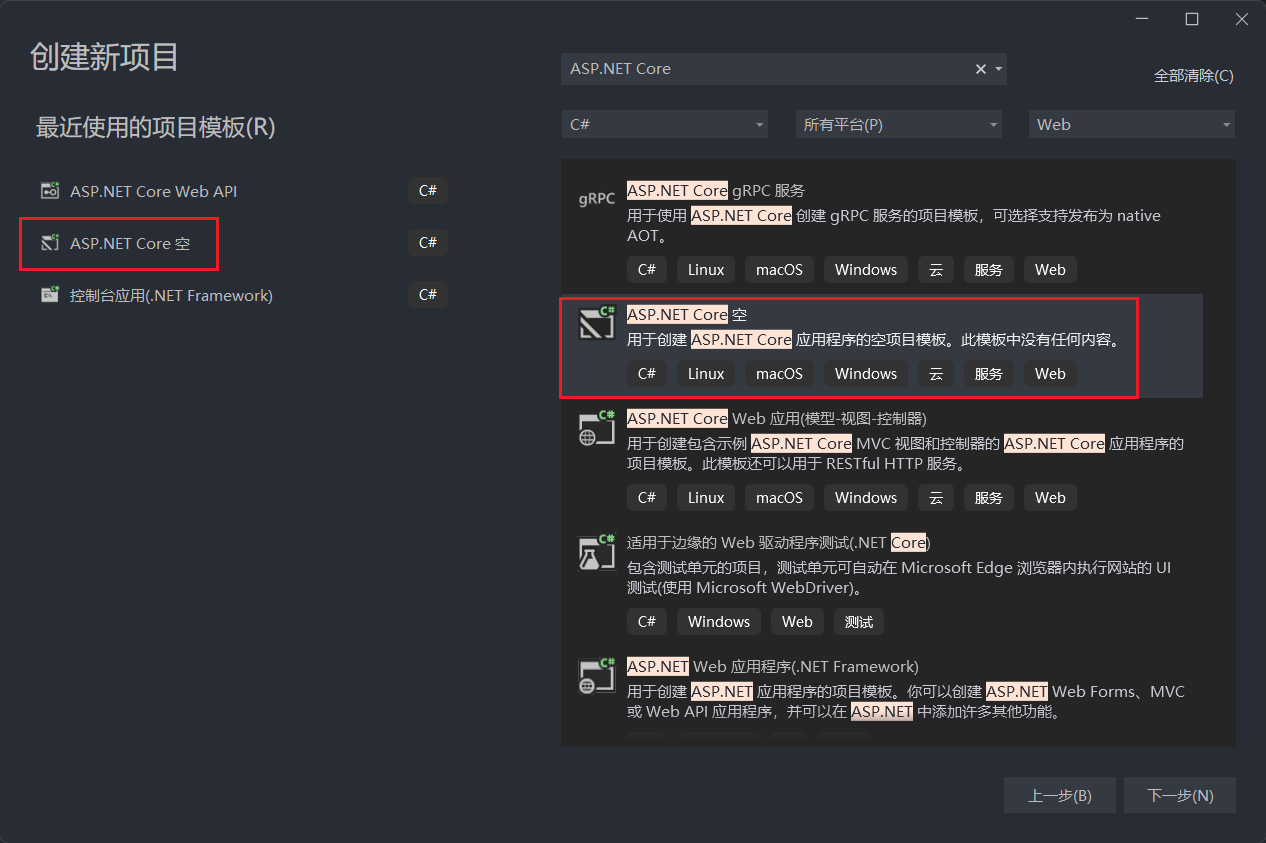 创建新项目
ASP.NET Core
全部清除(C)
C#
所有平台(P)
Web
最近使用的项目模板(R)
ASP.NET Core Web API
C#
ASP.NET Core 空
C#
控制台应用(.NET Framework)
C#
gRPC
ASP.NET Core gRPC 服务
用于使用 ASP.NET Core 创建 gRPC 服务的项目模板，可选择支持发布为 native
AOT。
C# Linux macOS Windows 云 服务 Web
ASP.NET Core 空
用于创建 ASP.NET Core 应用程序的空项目模板。此模板中没有任何内容。
C# Linux macOS Windows 云 服务 Web
ASP.NET Core Web 应用(模型-视图-控制器)
用于创建包含示例 ASP.NET Core MVC 视图和控制器的 ASP.NET Core 应用程序的
项目模板。此模板还可以用于 RESTful HTTP 服务。
C# Linux macOS Windows 云 服务 Web
适用于边缘的 Web 驱动程序测试(.NET Core)
包含测试单元的项目，测试单元可自动在 Microsoft Edge 浏览器内执行网站的 UI
测试(使用 Microsoft WebDriver)。
C# Windows Web 测试
ASP.NET Web 应用程序(.NET Framework)
用于创建 ASP.NET 应用程序的项目模板。你可以创建 ASP.NET Web Forms、MVC
或 Web API 应用程序，并可以在 ASP.NET 中添加许多其他功能。
上一步(B)
下一步(N)